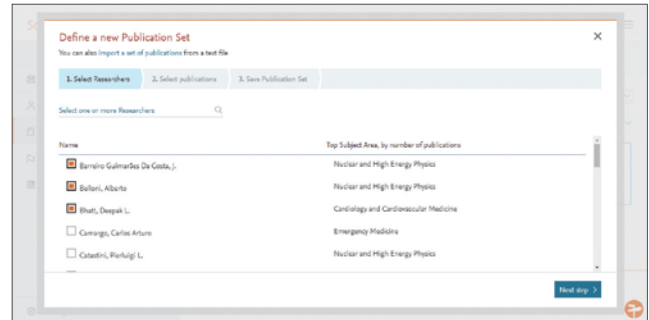 Define a new Publication Set
You can also import a set of publications from a text file
1. Select Researchers 2. Select publications 3. Save Publication Set
Select one or more Researchers
Name Top Subject Area, by number of publications
Barreiro Guimarães Da Costa, J. Nuclear and High Energy Physics
Belloni, Alberto Nuclear and High Energy Physics
Bhatt, Deepak L. Cardiology and Cardiovascular Medicine
Camargo, Carlos Arturo Emergency Medicine
Catastini, Pierluigi L. Nuclear and High Energy Physics
Next step